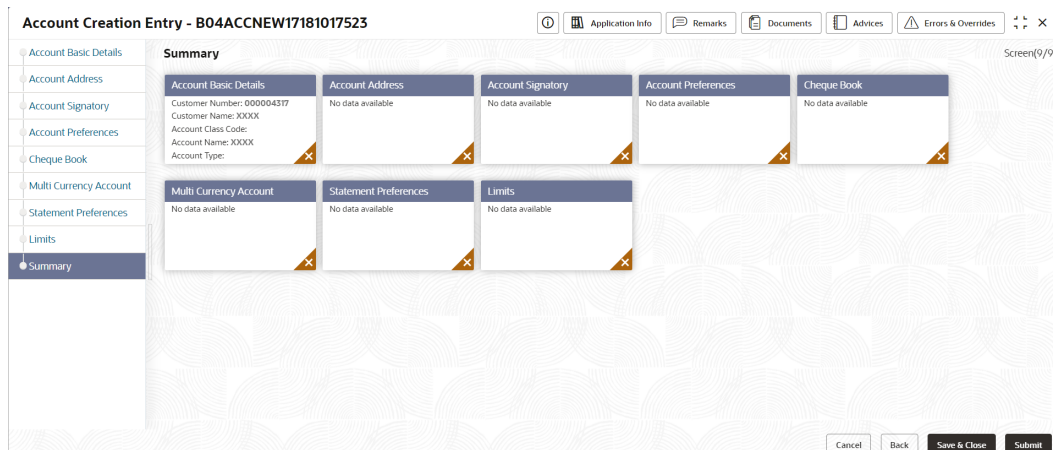 Account Creation Entry - B04ACCNEW17181017523
Application Info
Remarks
Documents
Advices
Errors & Overrides
Account Basic Details
Account Address
Account Signatory
Account Preferences
Cheque Book
Multi Currency Account
Statement Preferences
Limits
Summary
Summary
Screen(9/9
Account Basic Details
Customer Number: 000004317
Customer Name: XXXX
Account Class Code:
Account Name: XXXX
Account Type:
Account Address
No data available
Account Signatory
No data available
Account Preferences
No data available
Cheque Book
No data available
Multi Currency Account
No data available
Statement Preferences
No data available
Limits
No data available
Cancel
Back
Save & Close
Submit